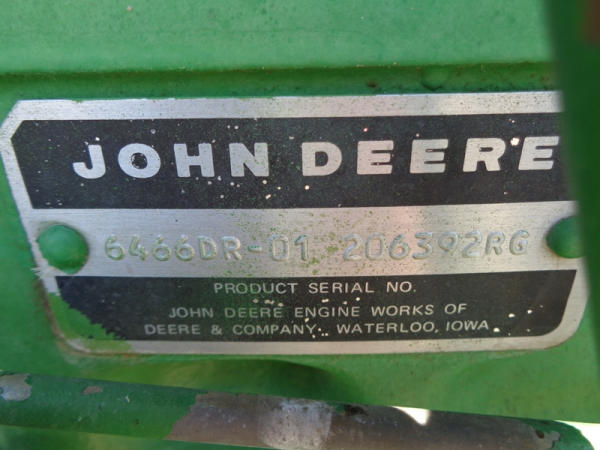 JOHN DEERE
6466DR-01 206392RG
PRODUCT SERIAL NO.
JOHN DEERE ENGINE WORKS OF
DEERE & COMPANY WATERLOO, IOWA